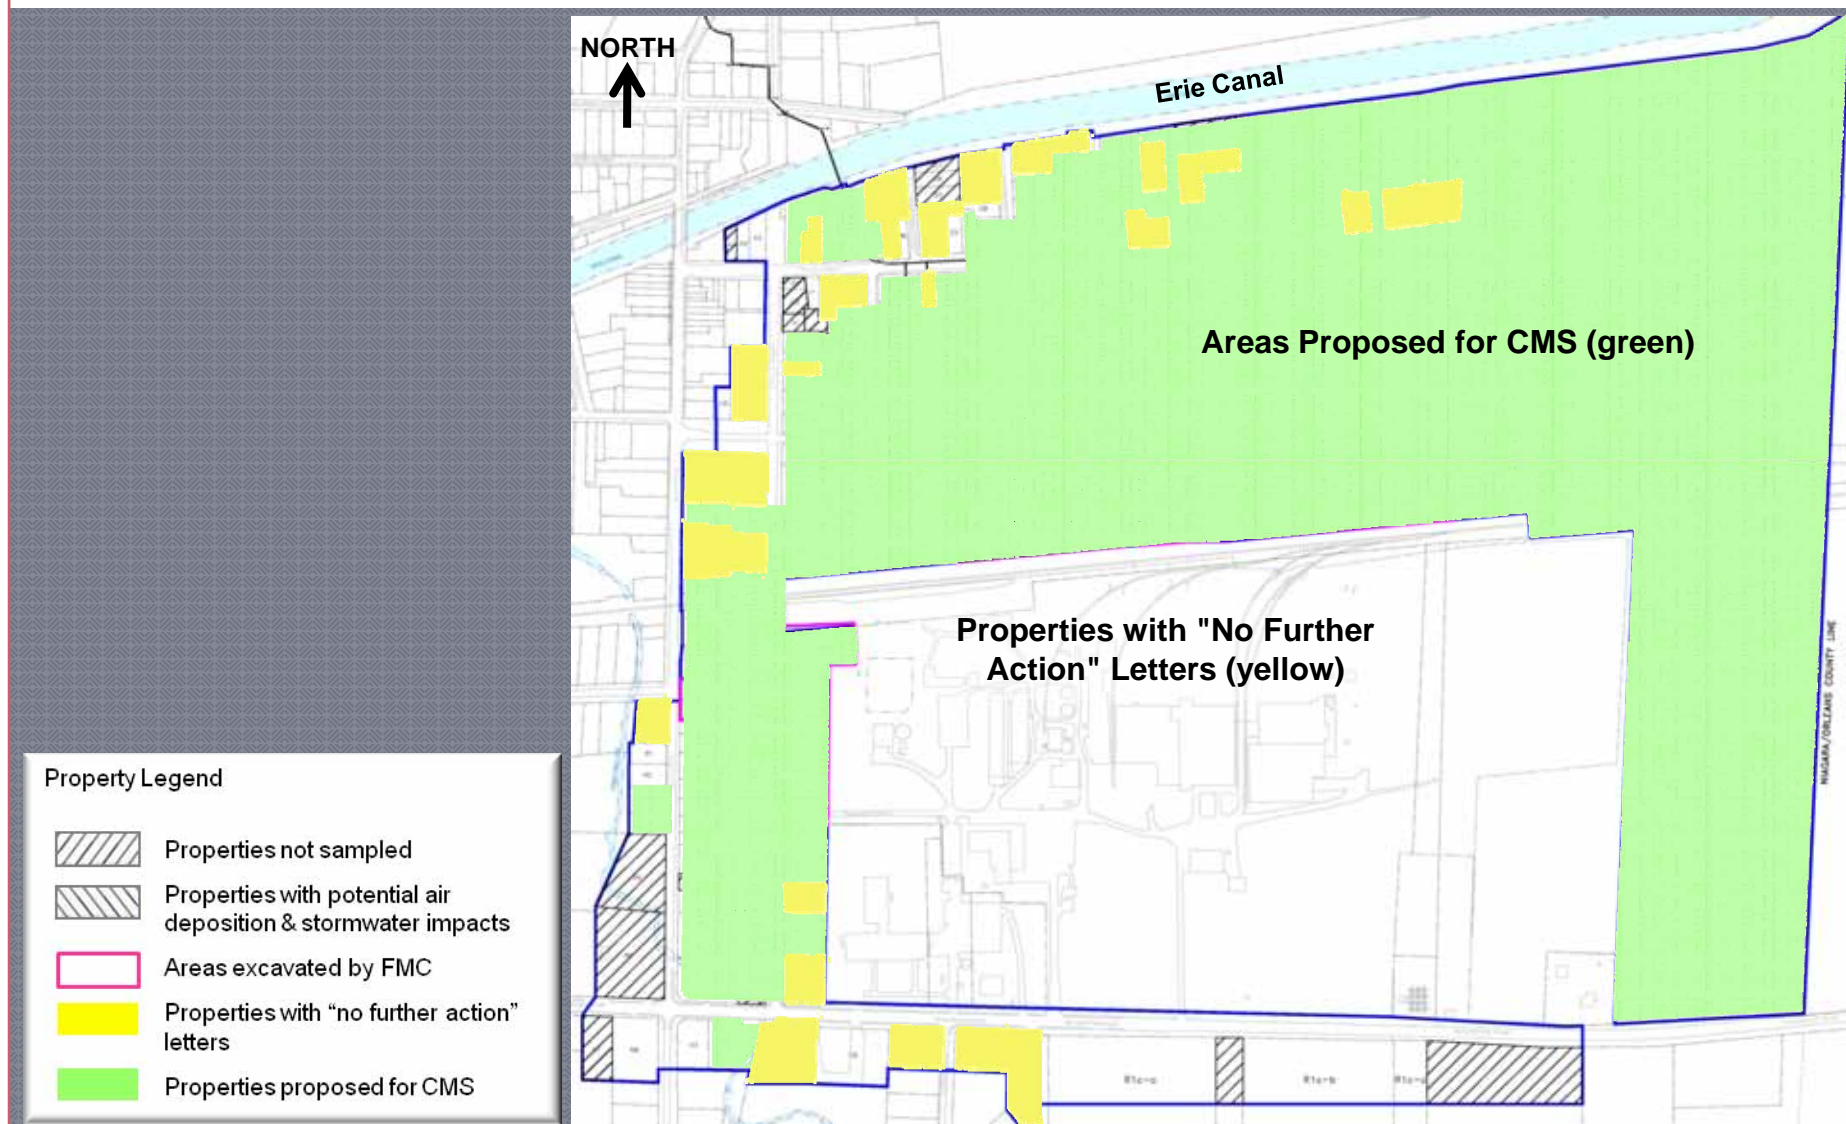 NORTH
Erie Canal
Areas Proposed for CMS (green)
Properties with "No Further
Action" Letters (yellow)
NIAGARA/ORLEANS COUNTY LINE
R1c-a
R1c-b
Property Legend
Properties not sampled
Properties with potential air
deposition & stormwater impacts
Areas excavated by FMC
Properties with “no further action”
letters
Properties proposed for CMS